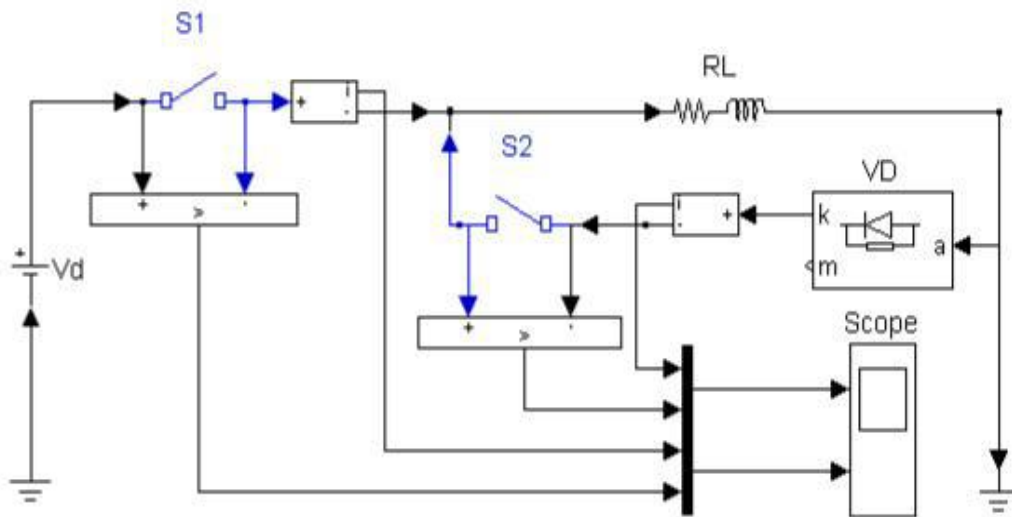 S1
RL
+
i
-
S2
VD
+
-
v
i
-
+
k
a
m
+
Vd
+
-
v
Scope